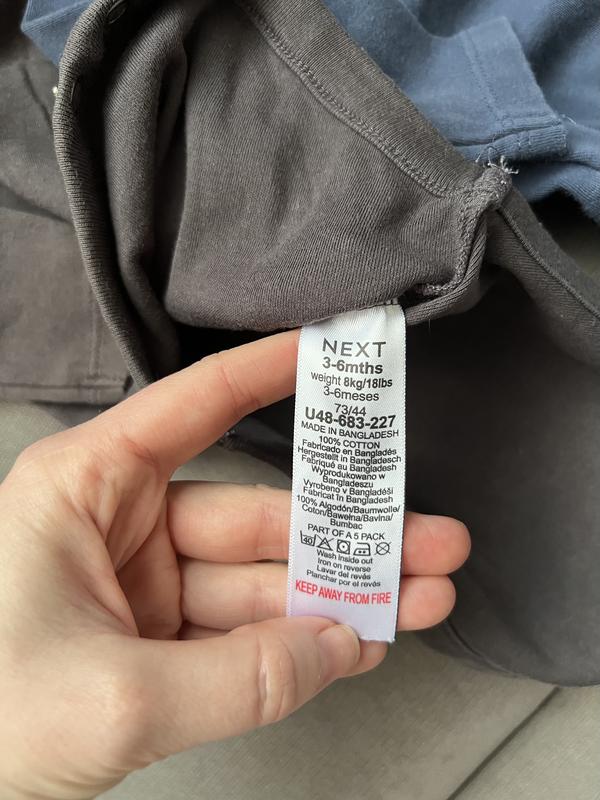 NEXT
3-6mths
weight 8kg/18lbs
3-6meses
73/44
U48-683-227
MADE IN BANGLADESH
100% COTTON
Fabricado en Bangladés
Hergestellt in Bangladesch
Fabriqué au Bangladesh
Wyprodukowano w
Bangladeszu
Vyrobeno v Bangladéši
Fabricat în Bangladesh
100% Algodón/Baumwolle/
Coton/Bawełna/Bavlna/
Bumbac
PART OF A 5 PACK
40
Wash inside out
Iron on reverse
Lavar del revés
Planchar por el revés
KEEP AWAY FROM FIRE